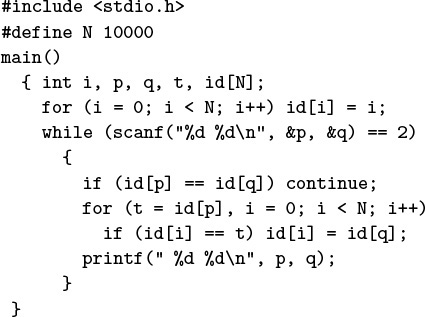 #include <stdio.h>
#define N 10000
main()
  { int i, p, q, t, id[N];
    for (i = 0; i < N; i++) id[i] = i;
    while (scanf("%d %d\n", &p, &q) == 2)
      {
        if (id[p] == id[q]) continue;
        for (t = id[p], i = 0; i < N; i++)
          if (id[i] == t) id[i] = id[q];
        printf(" %d %d\n", p, q);
      }
 }